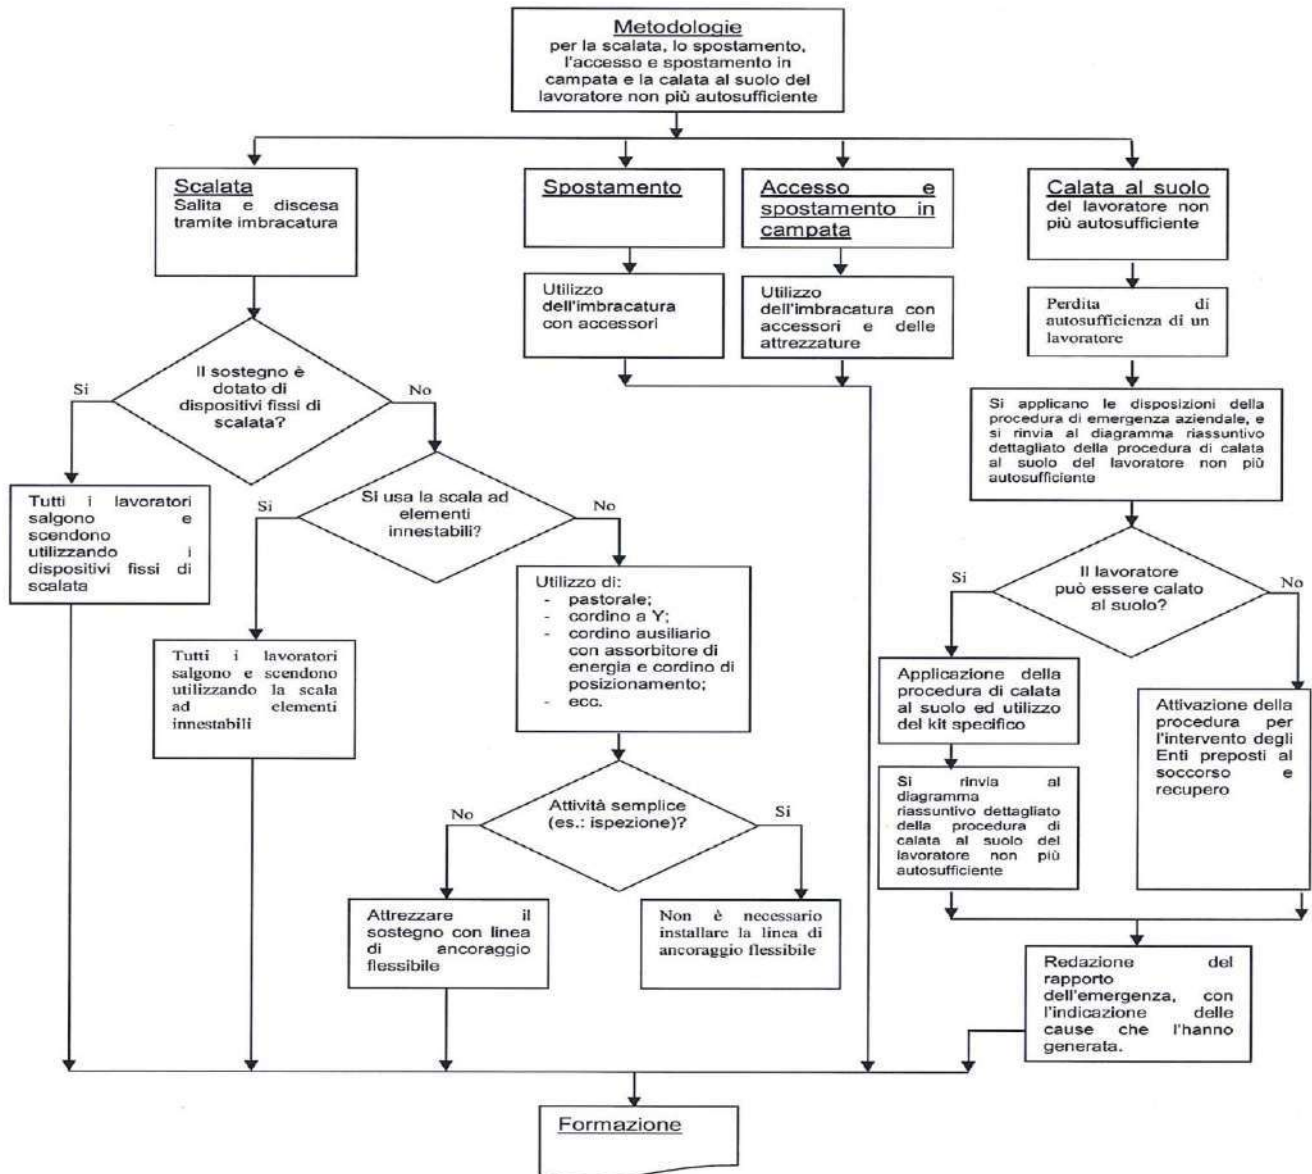 Metodologie
per la scalata, lo spostamento,
l'accesso e spostamento in
campata e la calata al suolo del
lavoratore non più autosufficiente
Scalata
Salita e discesa
tramite imbracatura
Spostamento
Accesso e
spostamento in
campata
Calata al suolo
del lavoratore non
più autosufficiente
Utilizzo
dell'imbracatura
con accessori
Utilizzo
dell'imbracatura con
accessori e delle
attrezzature
Perdita di
autosufficienza di un
lavoratore
Il sostegno è
dotato di
dispositivi fissi di
scalata?
Si
No
Si applicano le disposizioni della
procedura di emergenza aziendale, e
si rinvia al diagramma riassuntivo
dettagliato della procedura di calata
al suolo del lavoratore non più
autosufficiente
Tutti i lavoratori
salgono e
scendono
utilizzando i
dispositivi fissi di
scalata
Si usa la scala ad
elementi
innestabili?
Si
No
Il lavoratore
può essere calato
al suolo?
Si
No
Utilizzo di:
- pastorale;
- cordino a Y;
- cordino ausiliario
con assorbitore di
energia e cordino di
posizionamento;
- ecc.
Tutti i lavoratori
salgono e scendono
utilizzando la scala
ad elementi
innestabili
Applicazione della
procedura di calata
al suolo ed utilizzo
del kit specifico
Attivazione della
procedura per
l'intervento degli
Enti preposti al
soccorso e
recupero
Si rinvia al
diagramma
riassuntivo dettagliato
della procedura di
calata al suolo del
lavoratore non più
autosufficiente
Attività semplice
(es.: ispezione)?
No
Si
Attrezzare il
sostegno con linea
di ancoraggio
flessibile
Non è necessario
installare la linea di
ancoraggio flessibile
Redazione del
rapporto
dell'emergenza, con
l'indicazione delle
cause che l'hanno
generata.
Formazione